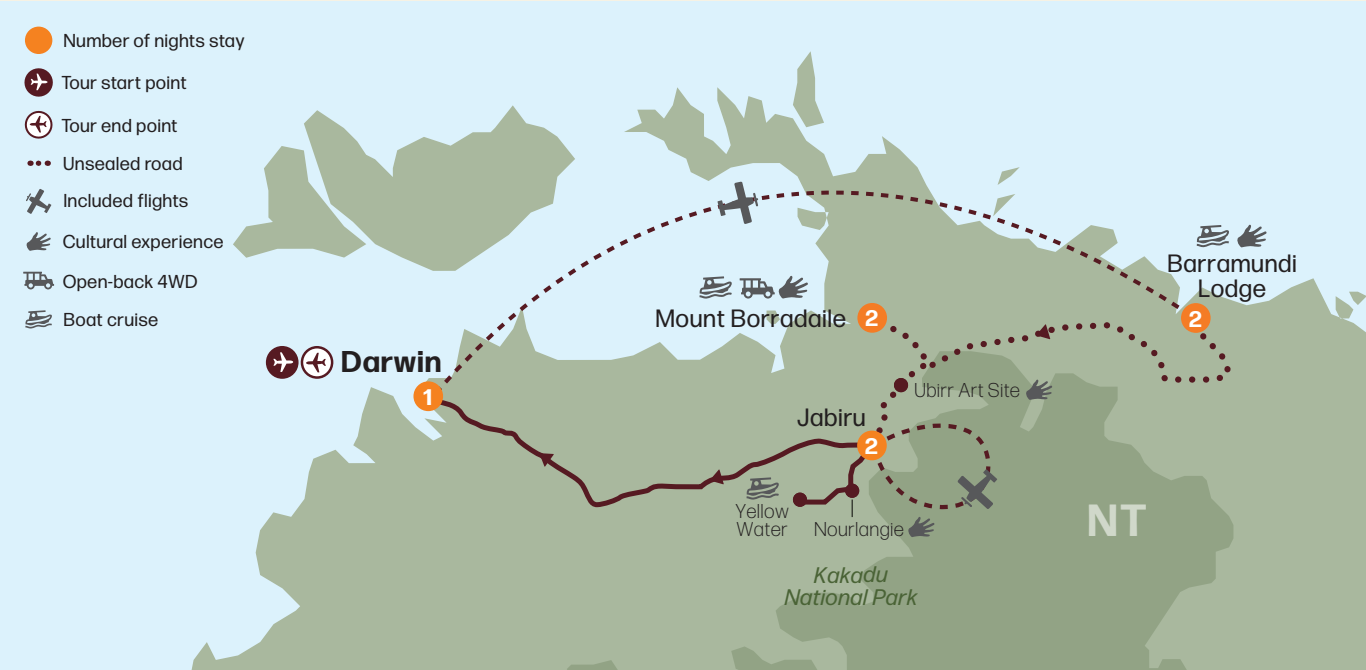 Number of nights stay
Tour start point
Tour end point
Unsealed road
Included flights
Cultural experience
Open-back 4WD
Boat cruise
Barramundi
Lodge
2
Mount Borradaile
2
Darwin
1
Ubirr Art Site
Jabiru
2
Yellow
Water
Nourlangie
NT
Kakadu
National Park